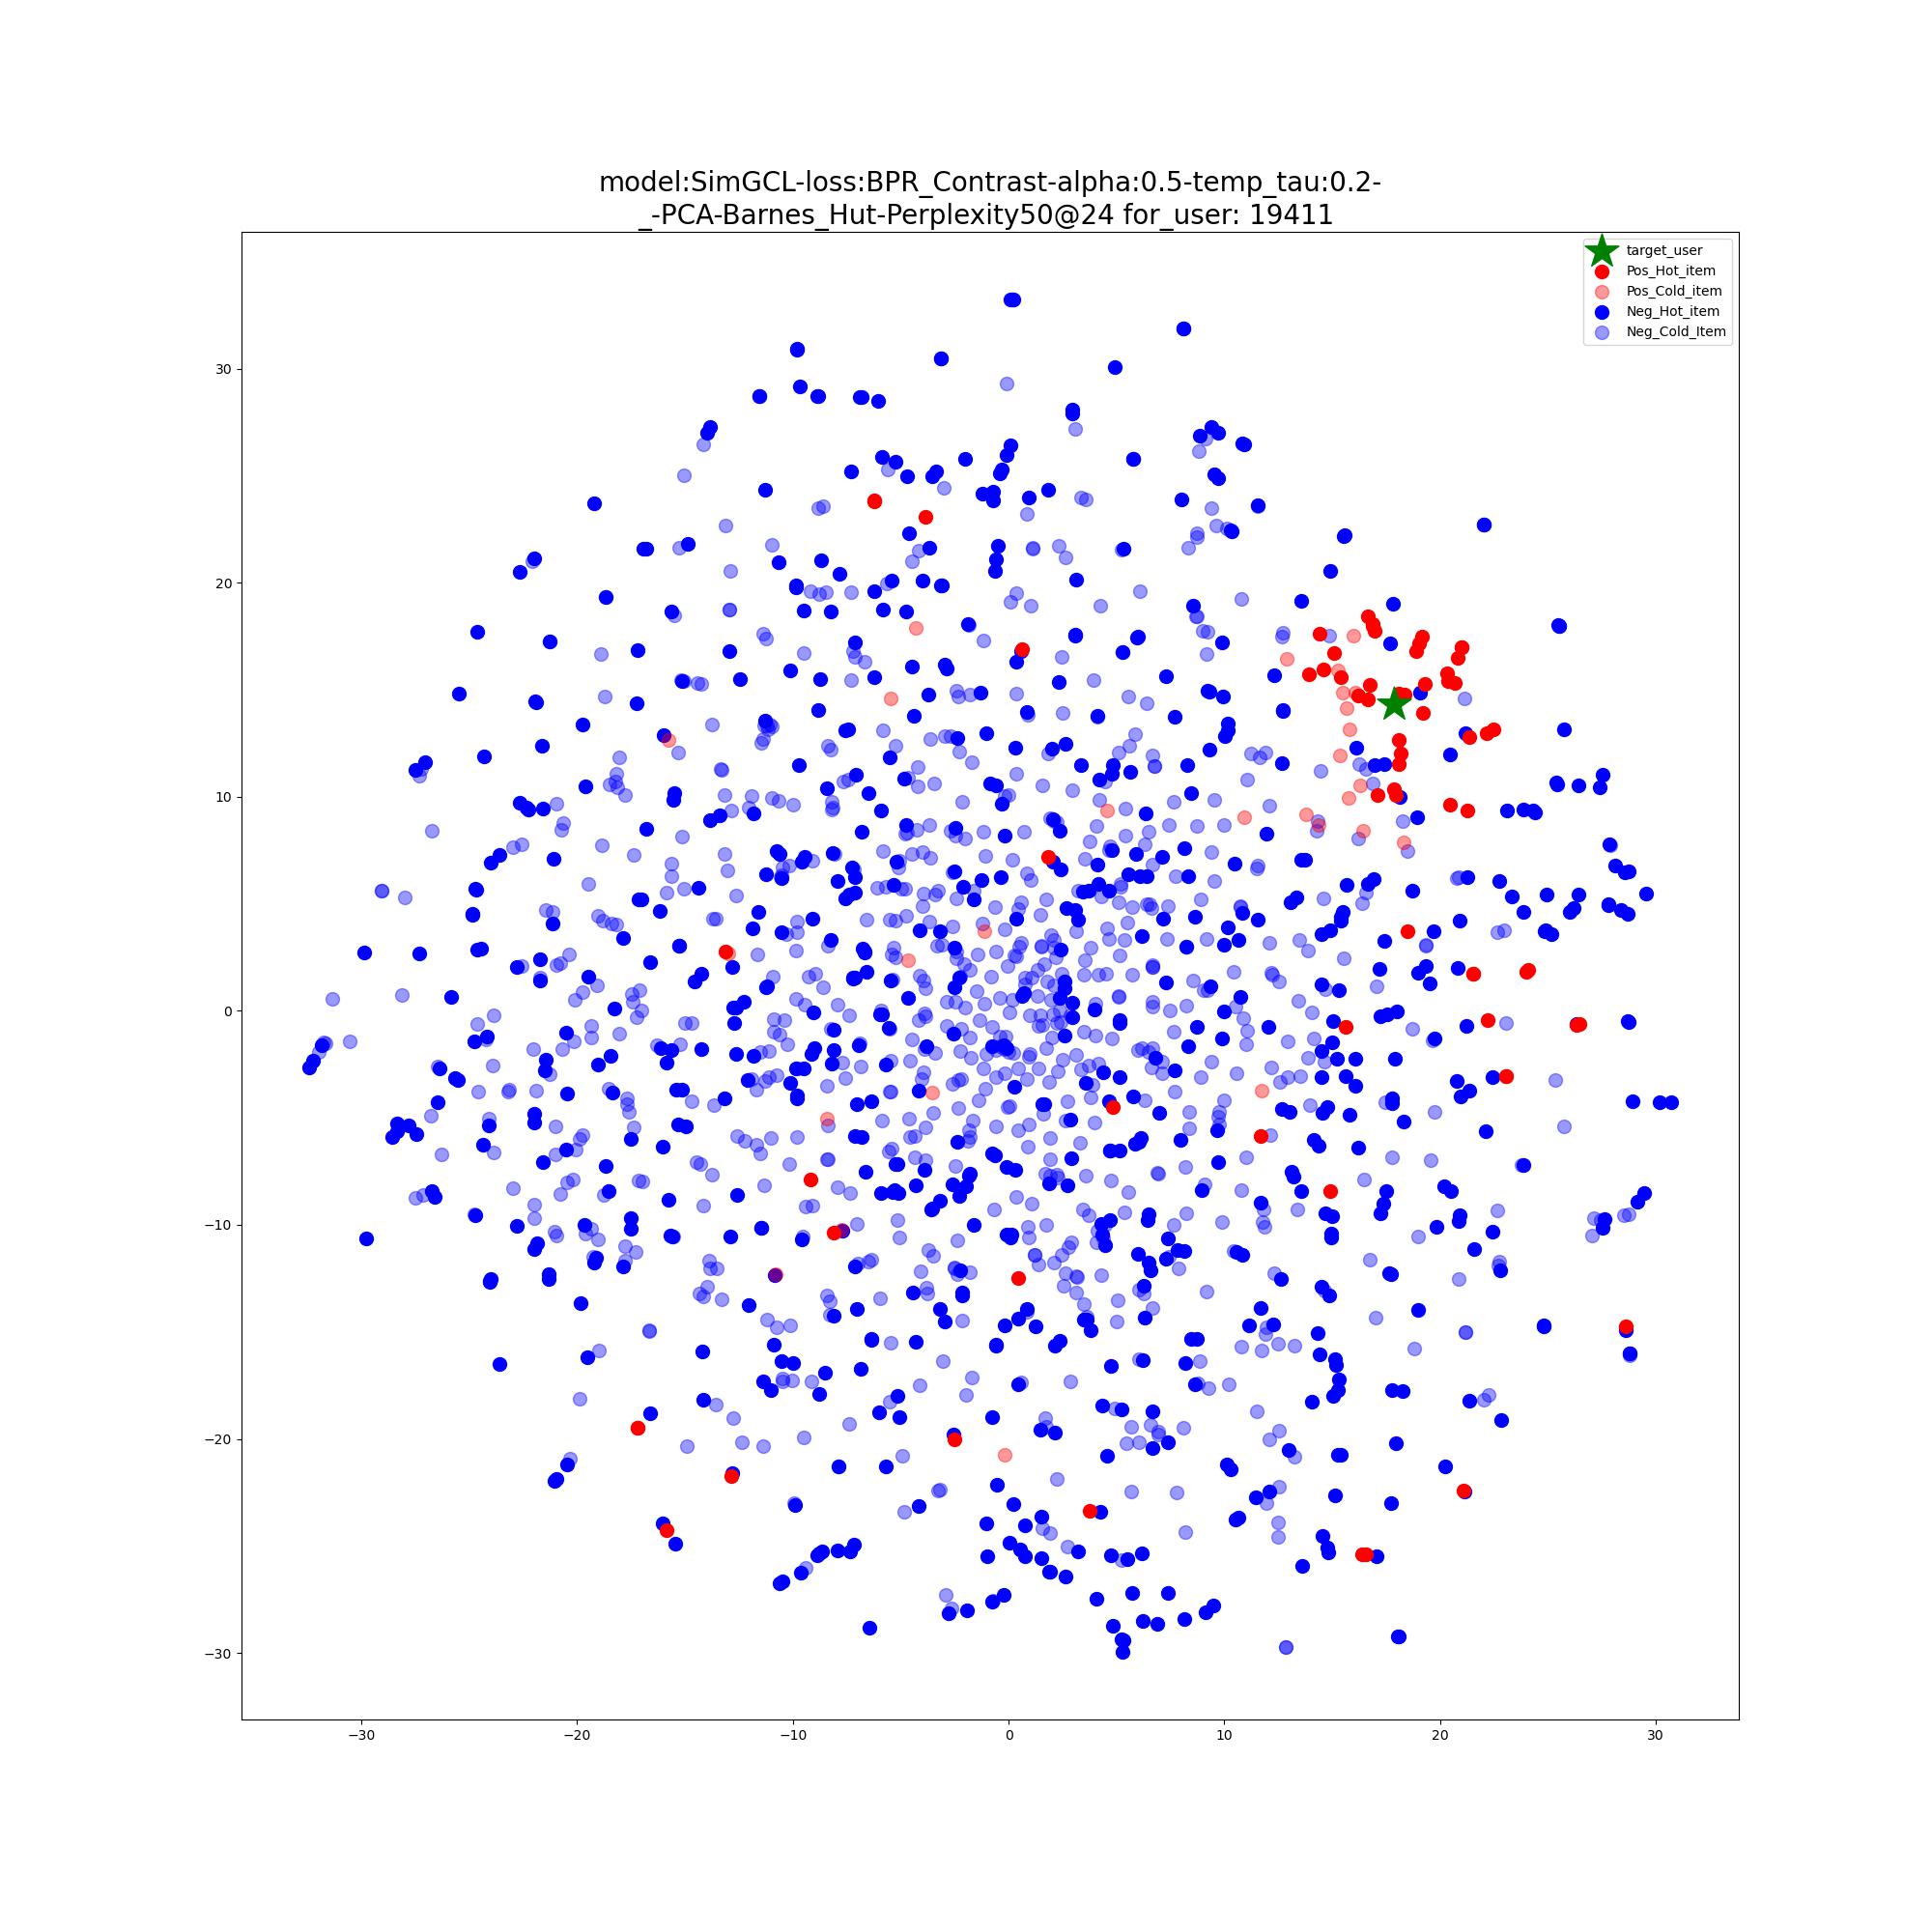 model:SimGCL-loss:BPR_Contrast-alpha:0.5-temp_tau:0.2-
_-PCA-Barnes_Hut-Perplexity50@24 for_user: 19411
target_user
Pos_Hot_item
Pos_Cold_item
Neg_Hot_item
Neg_Cold_Item
30
20
10
0
−10
−20
−30
−30 −20 −10 0 10 20 30